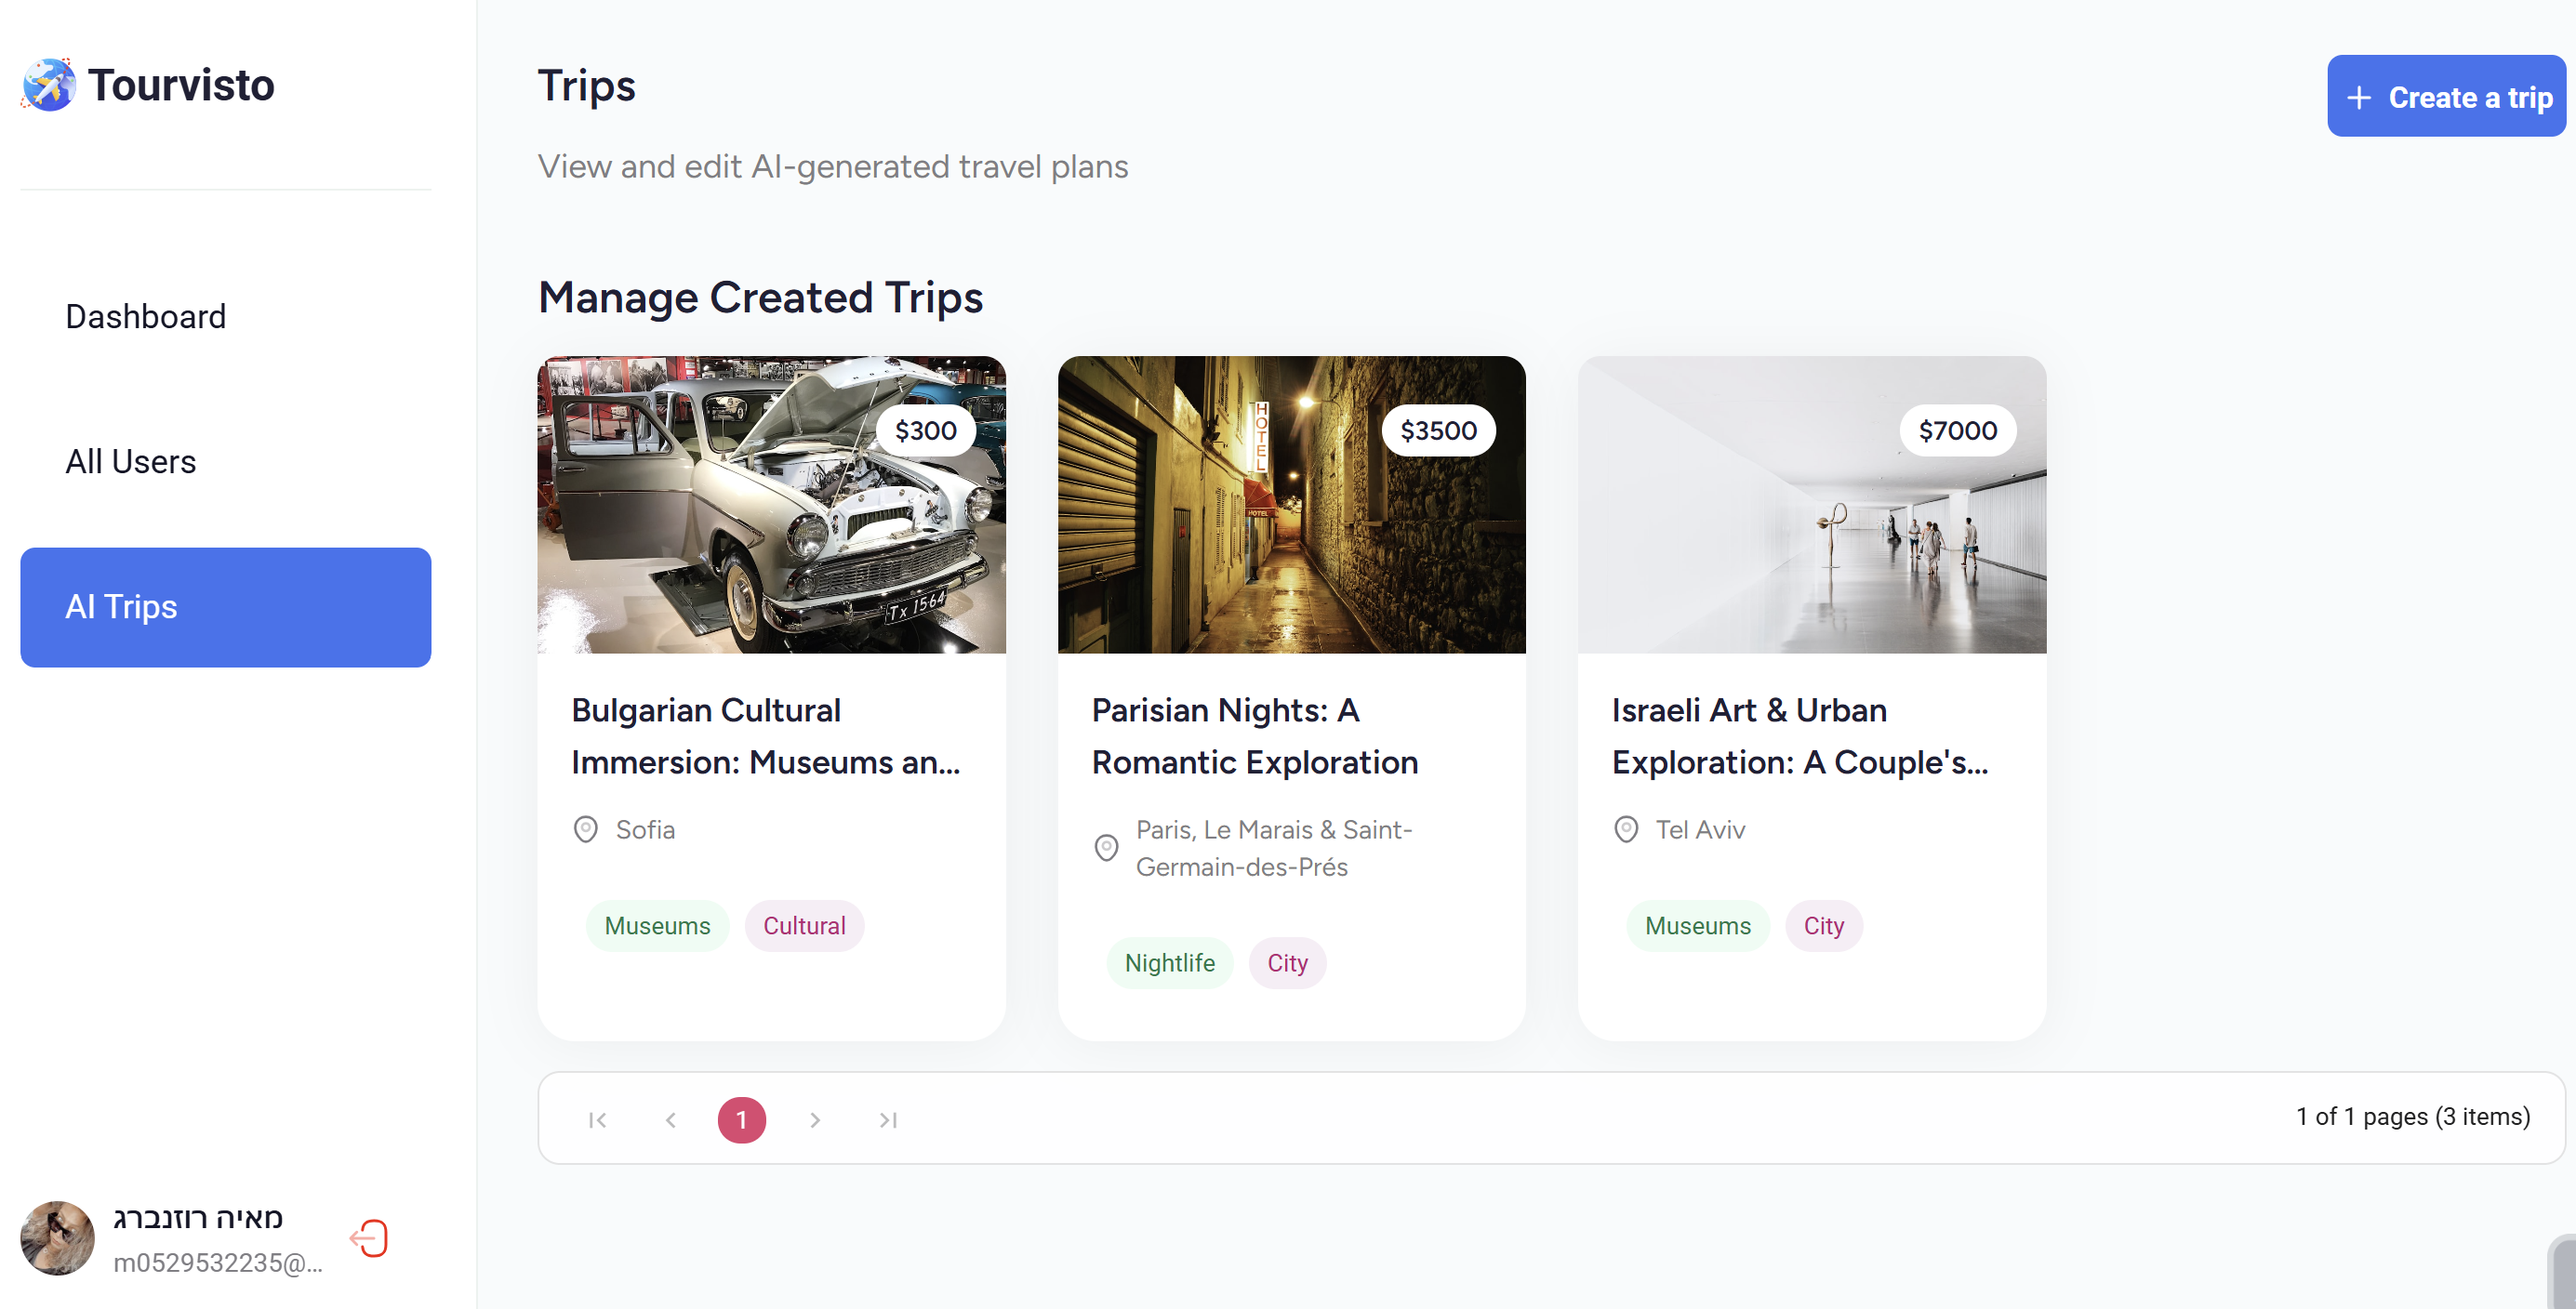 Tourvisto
Dashboard
All Users
AI Trips
מאיה רוזנברג
m0529532235@...
Trips
View and edit AI-generated travel plans
+ Create a trip
Manage Created Trips
$300
Tx 1564
Bulgarian Cultural
Immersion: Museums an...
Sofia
Museums
Cultural
HOTEL
HOTEL
$3500
Parisian Nights: A
Romantic Exploration
Paris, Le Marais & Saint-
Germain-des-Prés
Nightlife
City
$7000
Israeli Art & Urban
Exploration: A Couple's...
Tel Aviv
Museums
City
1
1 of 1 pages (3 items)